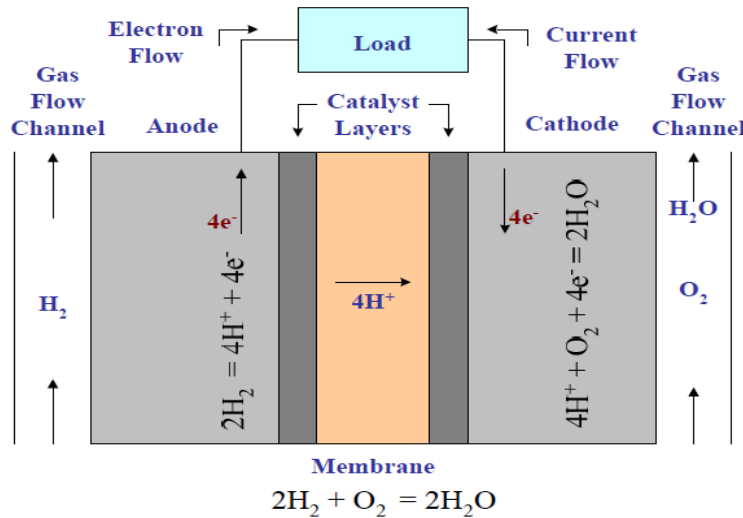 Electron
Flow
Load
Current
Flow
Gas
Flow
Channel
Anode
Catalyst
Layers
Cathode
Gas
Flow
Channel
4e⁻
4e⁻
H₂O
2H₂ = 4H⁺ + 4e⁻
4H⁺
4H⁺ + O₂ + 4e⁻ = 2H₂O
H₂
O₂
Membrane
2H₂ + O₂ = 2H₂O